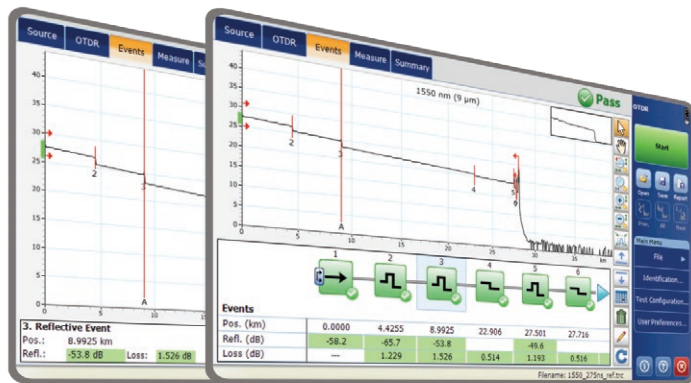 Source OTDR Events Measure Su
40
35
30
25
20
15
10
5
0
0 5 10 15
2 3
A
3. Reflective Event
Pos.: 8.9925 km
Refl.: -53.8 dB Loss: 1.526 dB
Source OTDR Events Measure Summary
1550 nm (9 µm)
Pass
40
35
30
25
20
15
10
5
0
2 3 4 5
A
0 5 10 15 20 25 30 35 km
1 2 3 4 5 6
Events
Pos. (km) 0.0000 4.4255 8.9925 22.906 27.501 27.716
Refl. (dB) -58.2 -65.7 -53.8 -49.6
Loss (dB) --- 1.229 1.526 0.514 1.193 0.516
Filename: 1550_275ns_ref.trc
OTDR
Start
Open Save Report
Main Menu
File
Identification...
Test Configuration...
User Preferences...